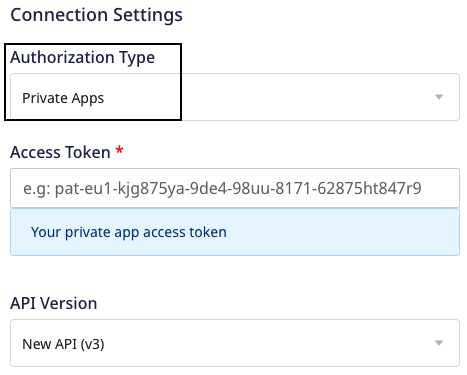 Connection Settings
Authorization Type
Private Apps
Access Token *
e.g: pat-eu1-kjg875ya-9de4-98uu-8171-62875ht847r9
Your private app access token
API Version
New API (v3)